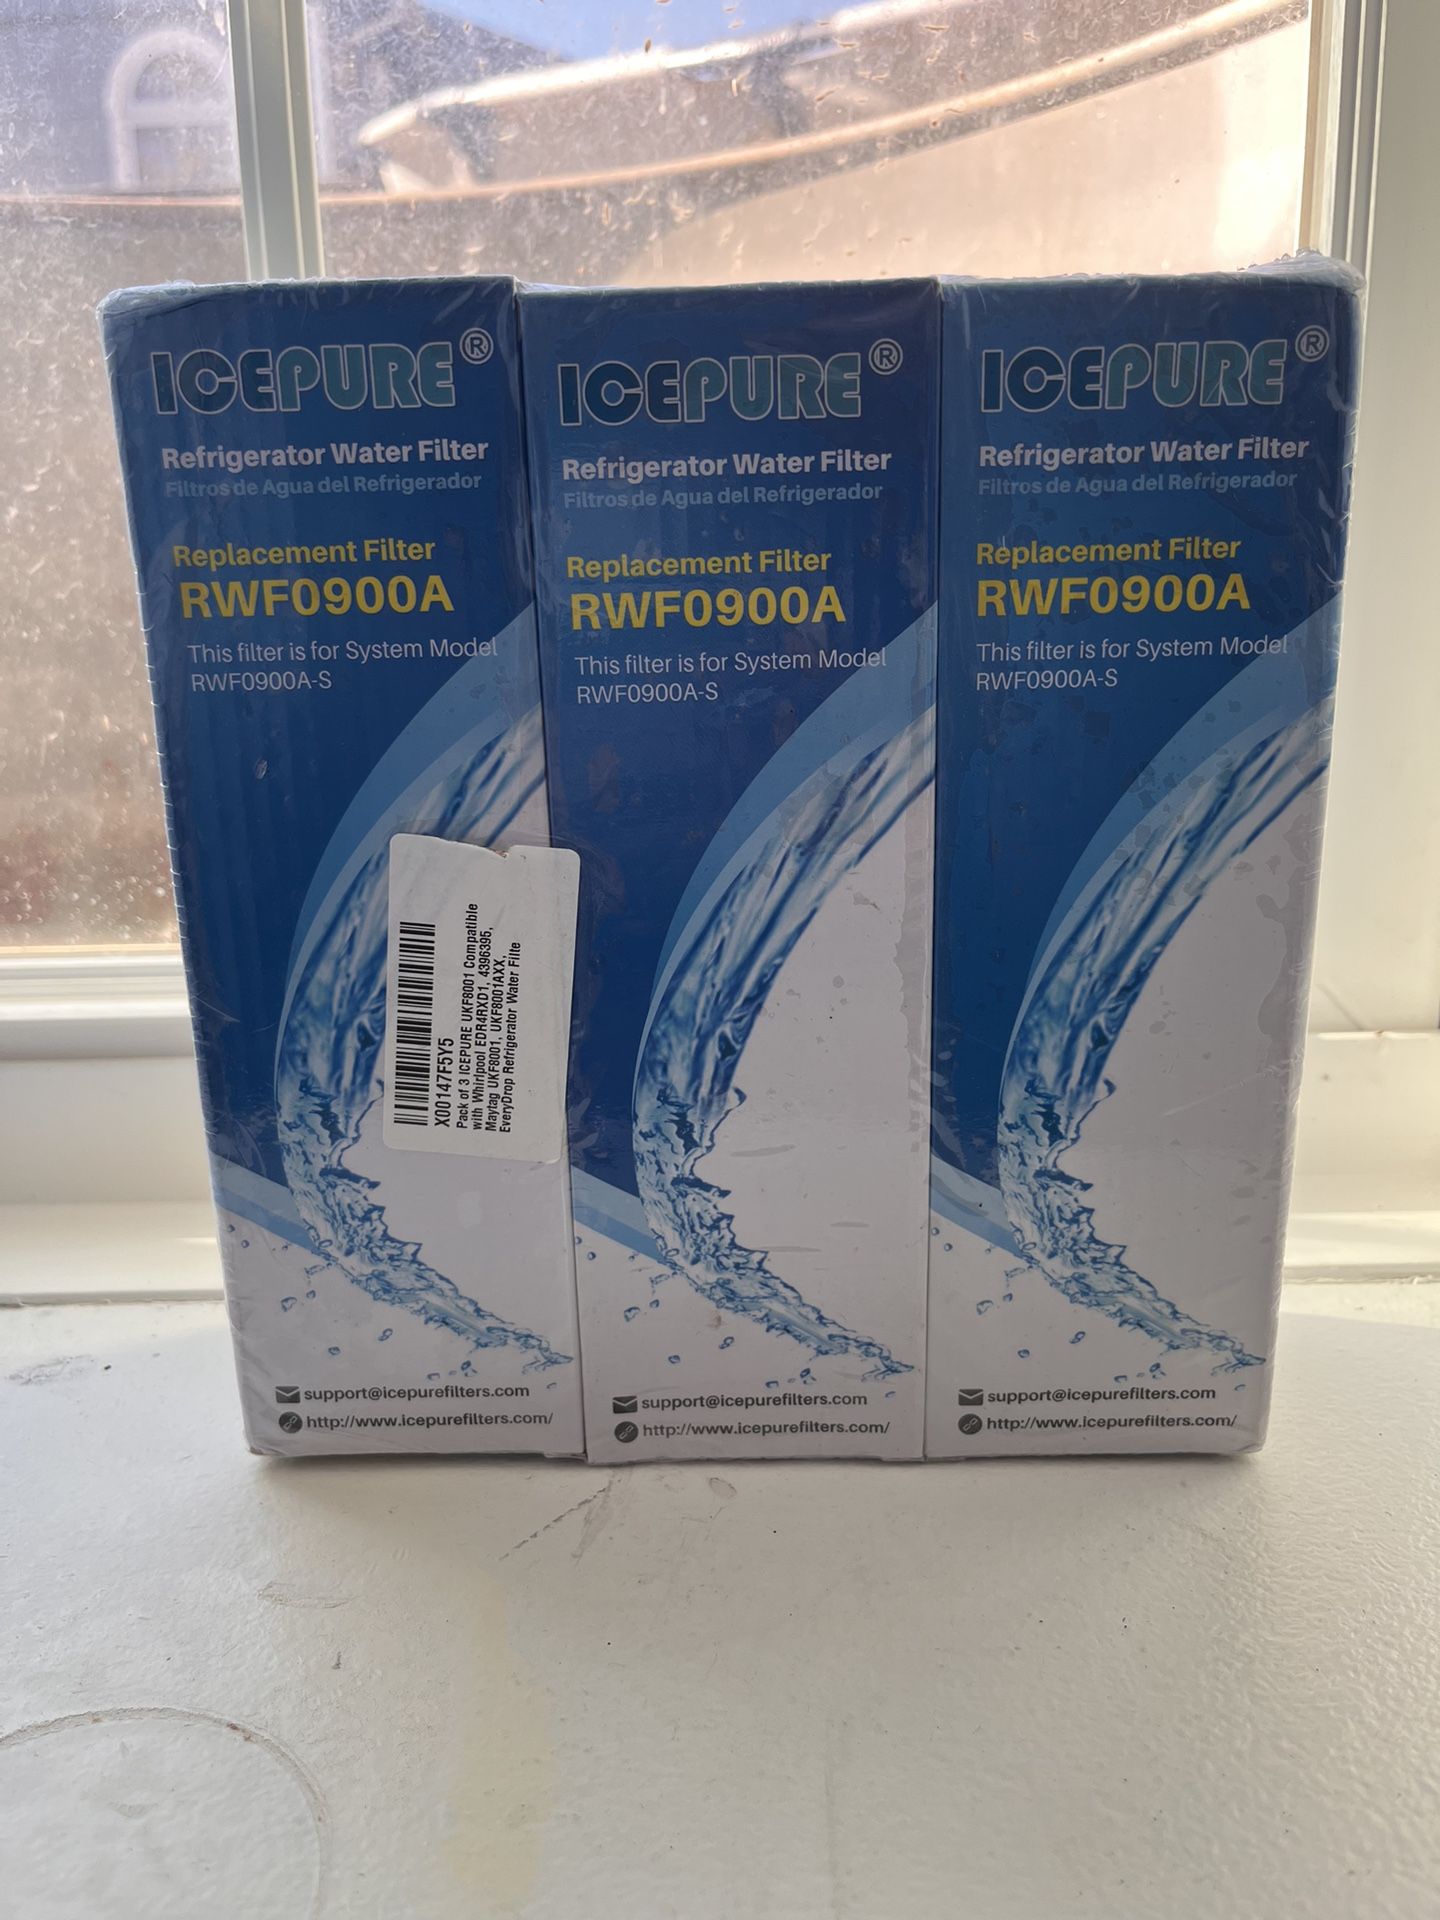 ICEPURE®
Refrigerator Water Filter
Filtros de Agua del Refrigerador
Replacement Filter
RWF0900A
This filter is for System Model
RWF0900A-S
X00147F5Y5
Pack of 3 ICEPURE UKF8001 Compatible
with Whirlpool EDR4RXD1, 4396395,
Maytag UKF8001, UKF8001AXX,
EveryDrop Refrigerator Water Filte
support@icepurefilters.com
http://www.icepurefilters.com/
ICEPURE®
Refrigerator Water Filter
Filtros de Agua del Refrigerador
Replacement Filter
RWF0900A
This filter is for System Model
RWF0900A-S
support@icepurefilters.com
http://www.icepurefilters.com/
ICEPURE®
Refrigerator Water Filter
Filtros de Agua del Refrigerador
Replacement Filter
RWF0900A
This filter is for System Model
RWF0900A-S
support@icepurefilters.com
http://www.icepurefilters.com/